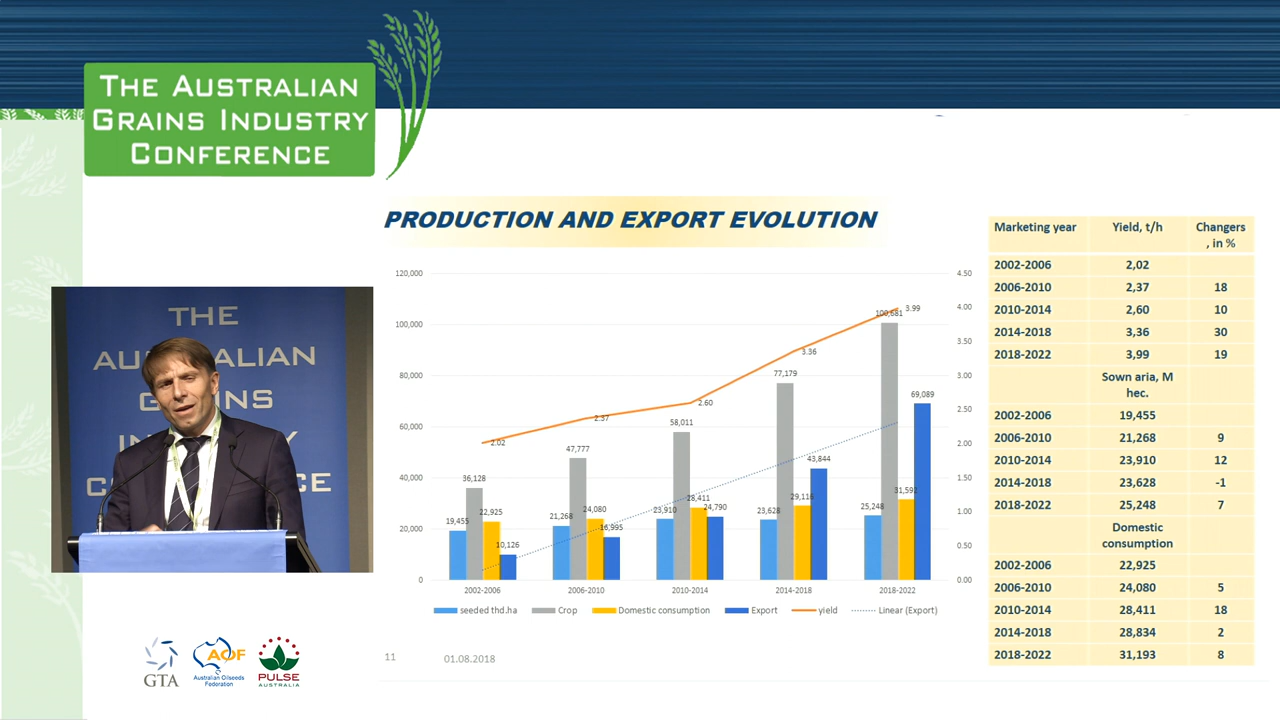 THE AUSTRALIAN
GRAINS INDUSTRY
CONFERENCE
PRODUCTION AND EXPORT EVOLUTION
120,000
100,000
80,000
60,000
40,000
20,000
0
4.50
4.00
3.50
3.00
2.50
2.00
1.50
1.00
0.50
0.00
2.02
2.37
2.60
3.36
3.99
19,455
36,128
22,925
10,126
21,268
47,777
24,080
16,995
23,910
58,011
28,411
24,790
23,628
77,179
29,116
43,844
25,248
100,681
31,592
69,089
2002-2006
2006-2010
2010-2014
2014-2018
2018-2022
seeded thd.ha
Crop
Domestic consumption
Export
yield
Linear (Export)
11
01.08.2018
Marketing year Yield, t/h Changers
, in %
2002-2006 2,02
2006-2010 2,37 18
2010-2014 2,60 10
2014-2018 3,36 30
2018-2022 3,99 19
Sown aria, M
hec.
2002-2006 19,455
2006-2010 21,268 9
2010-2014 23,910 12
2014-2018 23,628 -1
2018-2022 25,248 7
Domestic
consumption
2002-2006 22,925
2006-2010 24,080 5
2010-2014 28,411 18
2014-2018 28,834 2
2018-2022 31,193 8
THE
AUSTRALIAN
GRAINS
GTA
AOF
Australian Oilseeds
Federation
PULSE
AUSTRALIA